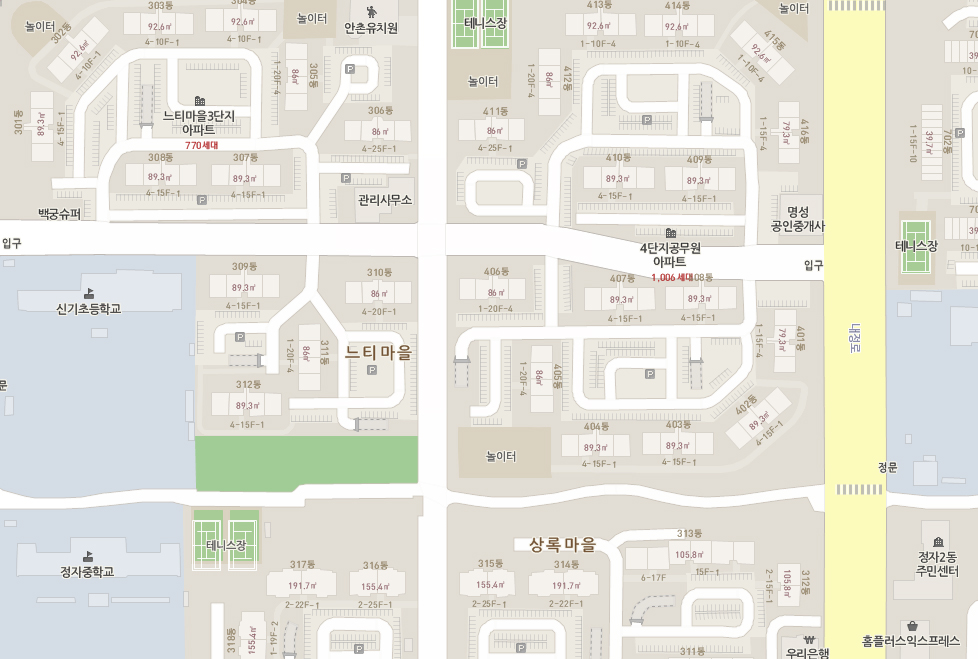 303동
304동
놀이터
302동
92.6㎡
92.6㎡
92.6㎡
4-10F-1
4-10F-1
4-10F-1
놀이터
안촌유치원
305동
86㎡
1-20F-4
P
301동
89.3㎡
4-15F-1
느티마을3단지
아파트
770세대
306동
86㎡
4-25F-1
308동
307동
89.3㎡
89.3㎡
4-15F-1
4-15F-1
P
P
관리사무소
백궁슈퍼
입구
테니스장
놀이터
413동
414동
92.6㎡
92.6㎡
1-10F-4
1-10F-4
놀이터
415동
92.6㎡
1-10F-4
412동
86㎡
1-20F-4
411동
86㎡
4-25F-1
P
P
416동
79.3㎡
1-15F-4
410동
409동
89.3㎡
89.3㎡
4-15F-1
4-15F-1
명성
공인중개사
4단지공무원
아파트
1,006세대
입구
702동
39.7㎡
1-15F-10
P
10-
테니스장
신기초등학교
309동
89.3㎡
4-15F-1
310동
86㎡
4-20F-1
P
311동
86㎡
1-20F-4
느티마을
P
312동
89.3㎡
4-15F-1
406동
86㎡
1-20F-4
407동
408동
89.3㎡
89.3㎡
4-15F-1
4-15F-1
401동
79.3㎡
1-15F-4
405동
86㎡
1-20F-4
P
402동
89.3㎡
4-15F-1
404동
403동
89.3㎡
89.3㎡
4-15F-1
4-15F-1
놀이터
내정로
정문
문
테니스장
정자중학교
317동
316동
191.7㎡
155.4㎡
2-22F-1
2-25F-1
318동
155.4㎡
1-19F-2
P
상록마을
315동
314동
155.4㎡
191.7㎡
2-25F-1
2-22F-1
P
313동
105.8㎡
6-17F
15F-1
312동
105.8㎡
2-15F-1
P
311동
우리은행
정자2동
주민센터
홈플러스익스프레스